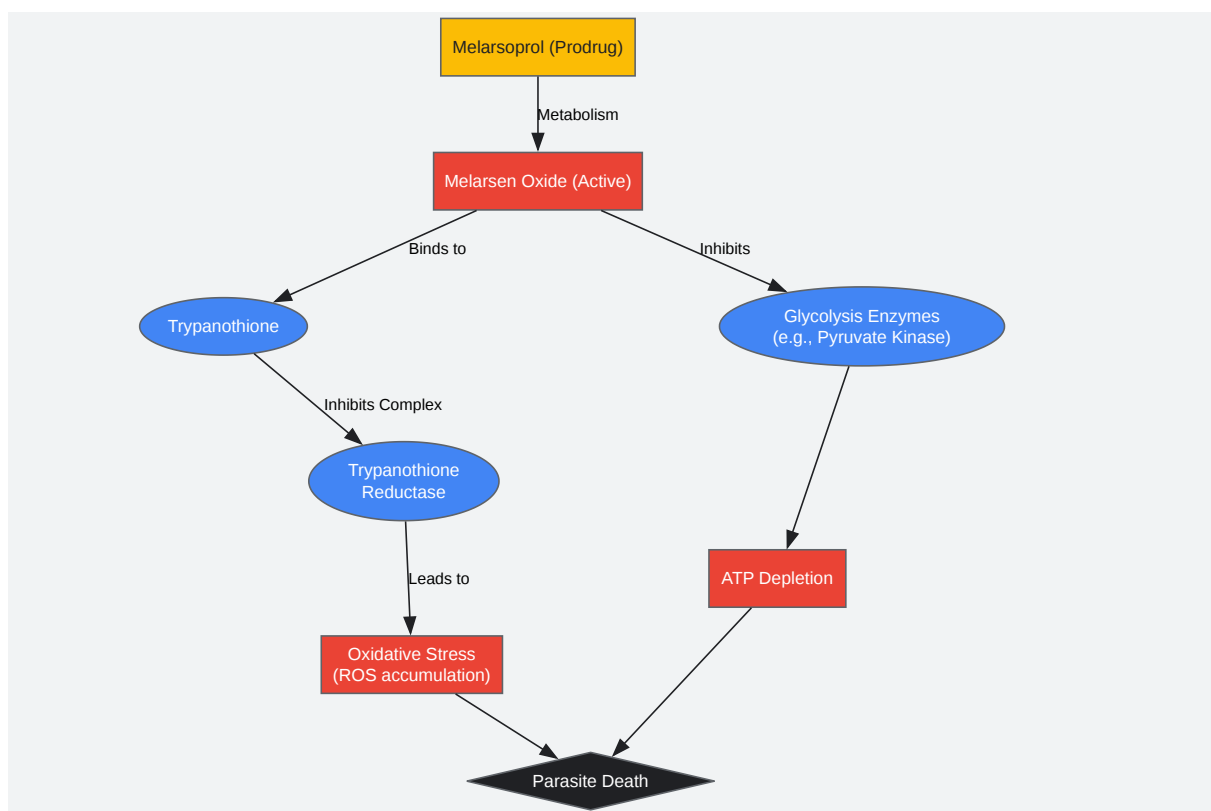 Melarsoprol (Prodrug)
Metabolism
Melarsen Oxide (Active)
Binds to
Inhibits
Trypanothione
Glycolysis Enzymes
(e.g., Pyruvate Kinase)
Inhibits Complex
Trypanothione
Reductase
Leads to
ATP Depletion
Oxidative Stress
(ROS accumulation)
Parasite Death